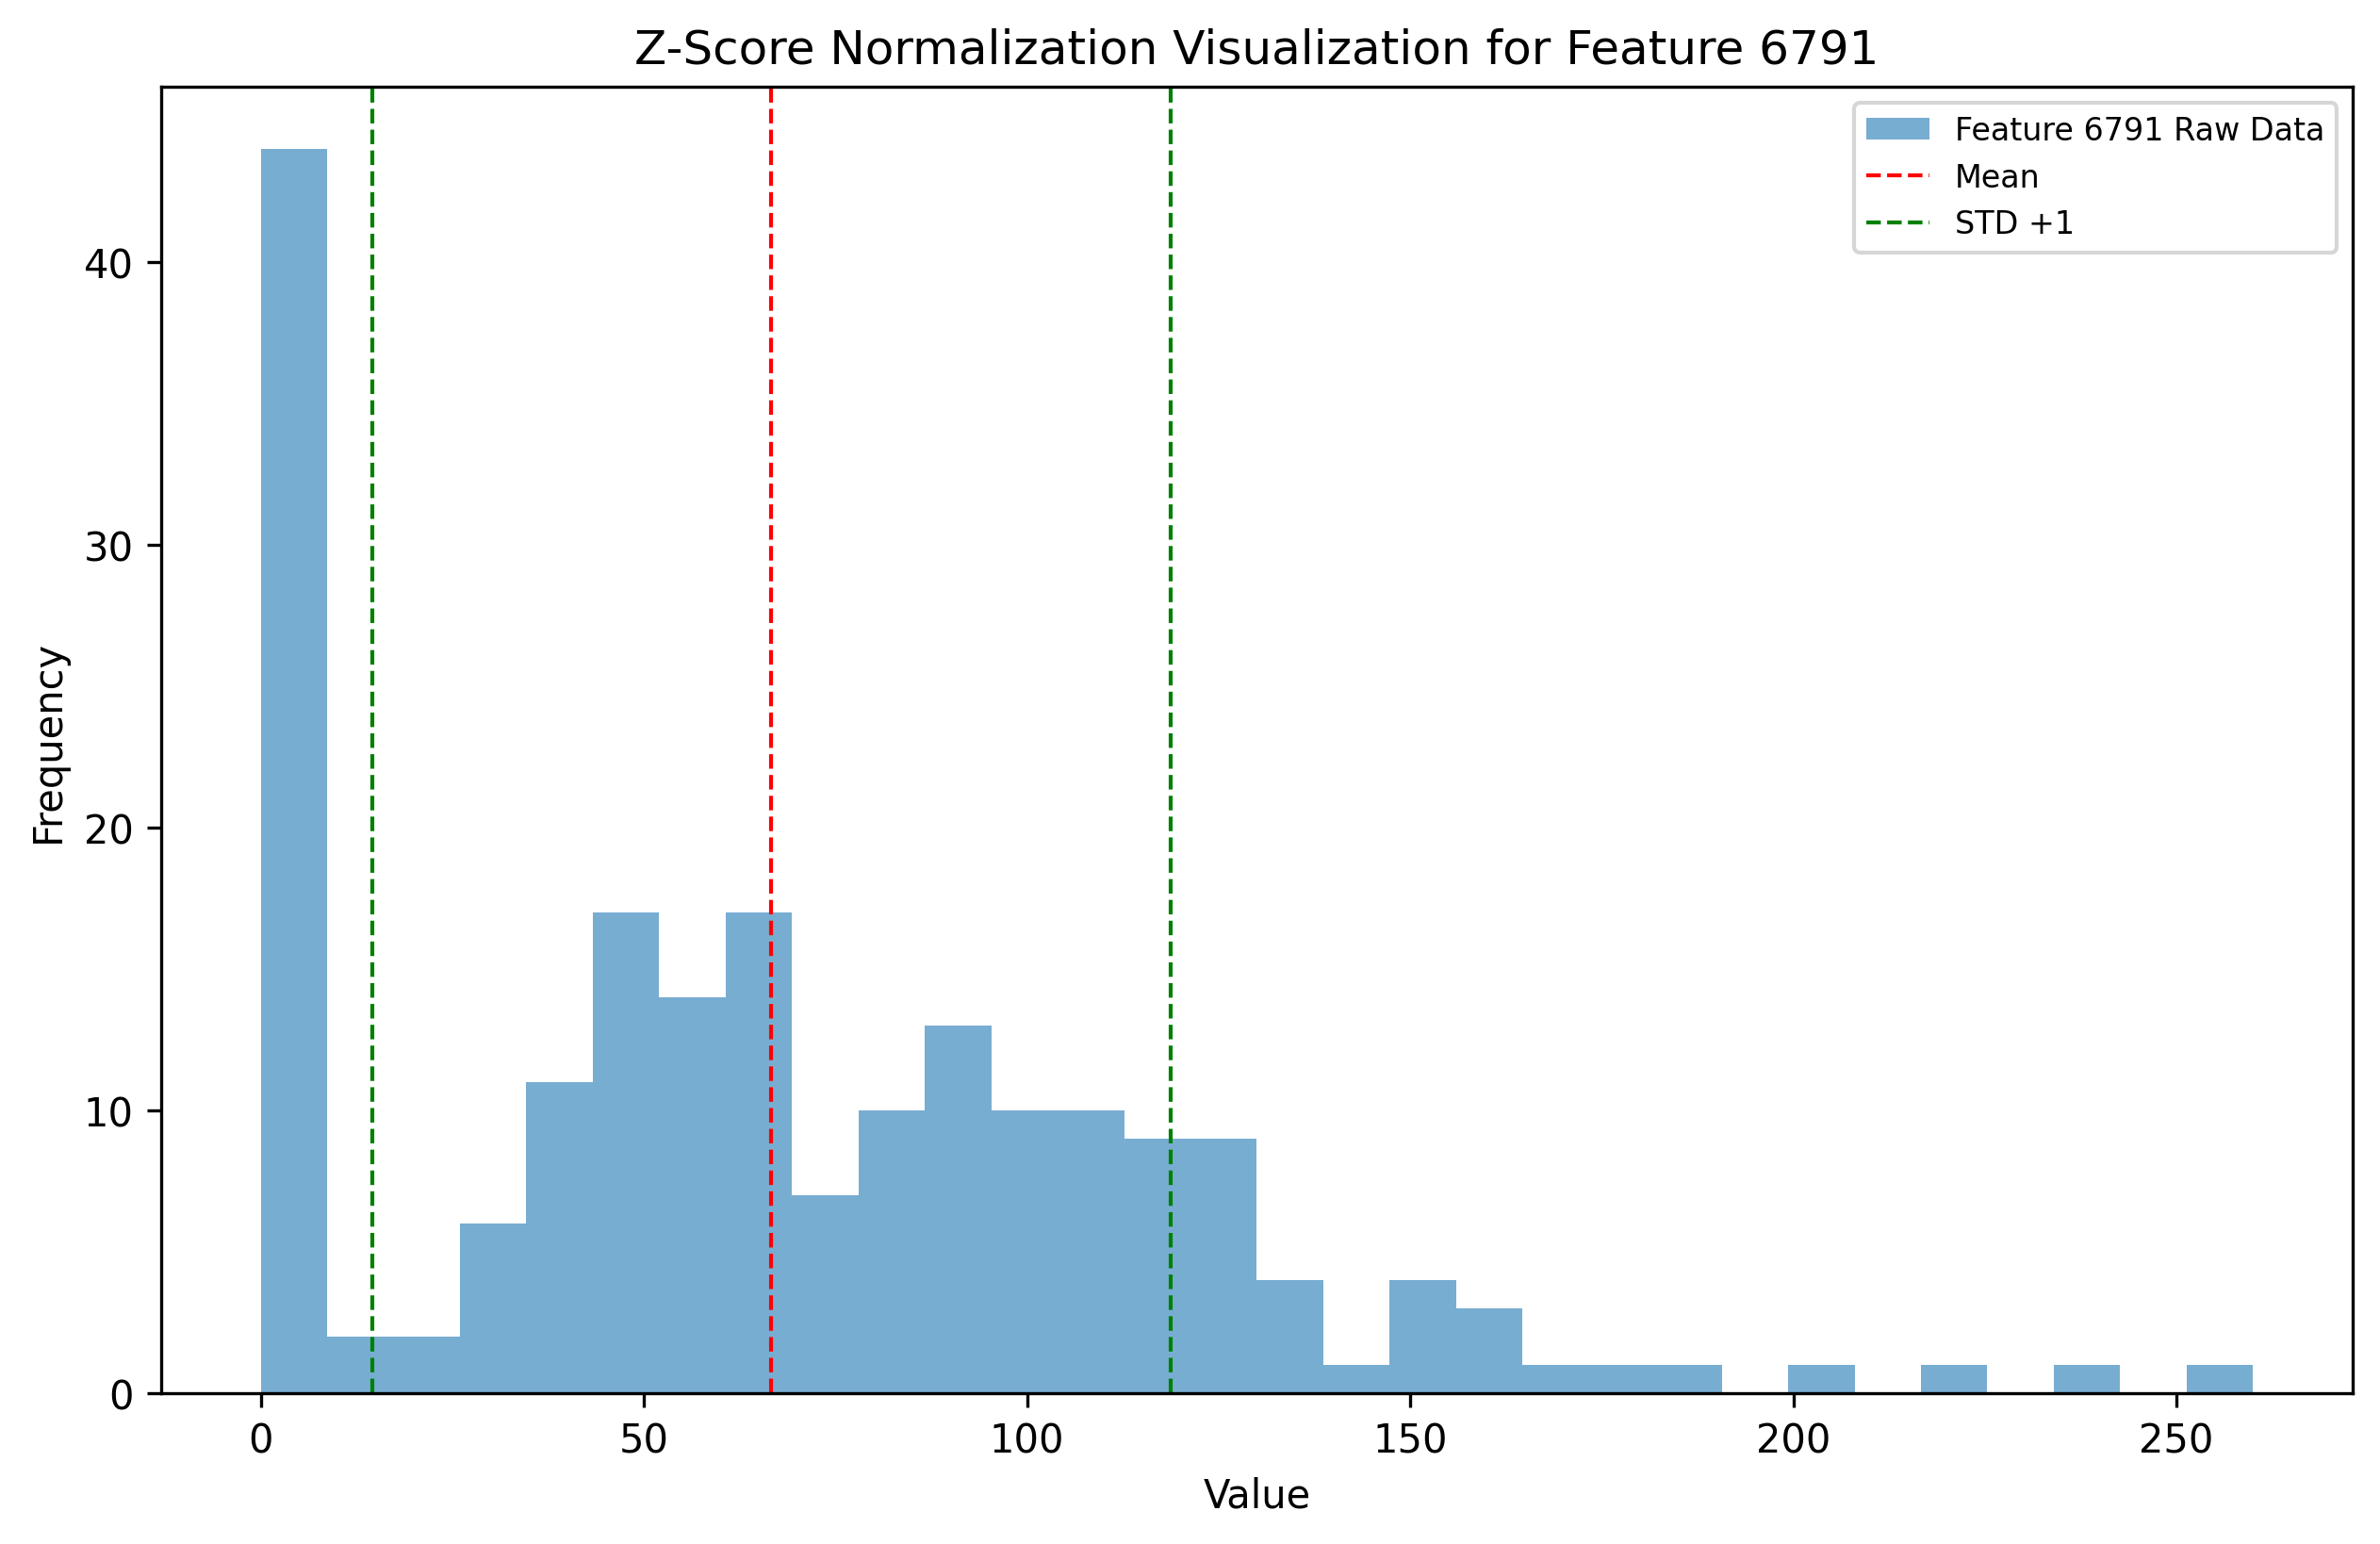 Z-Score Normalization Visualization for Feature 6791
Feature 6791 Raw Data
Mean
STD +1
40
30
20
10
0
Frequency
0 50 100 150 200 250
Value